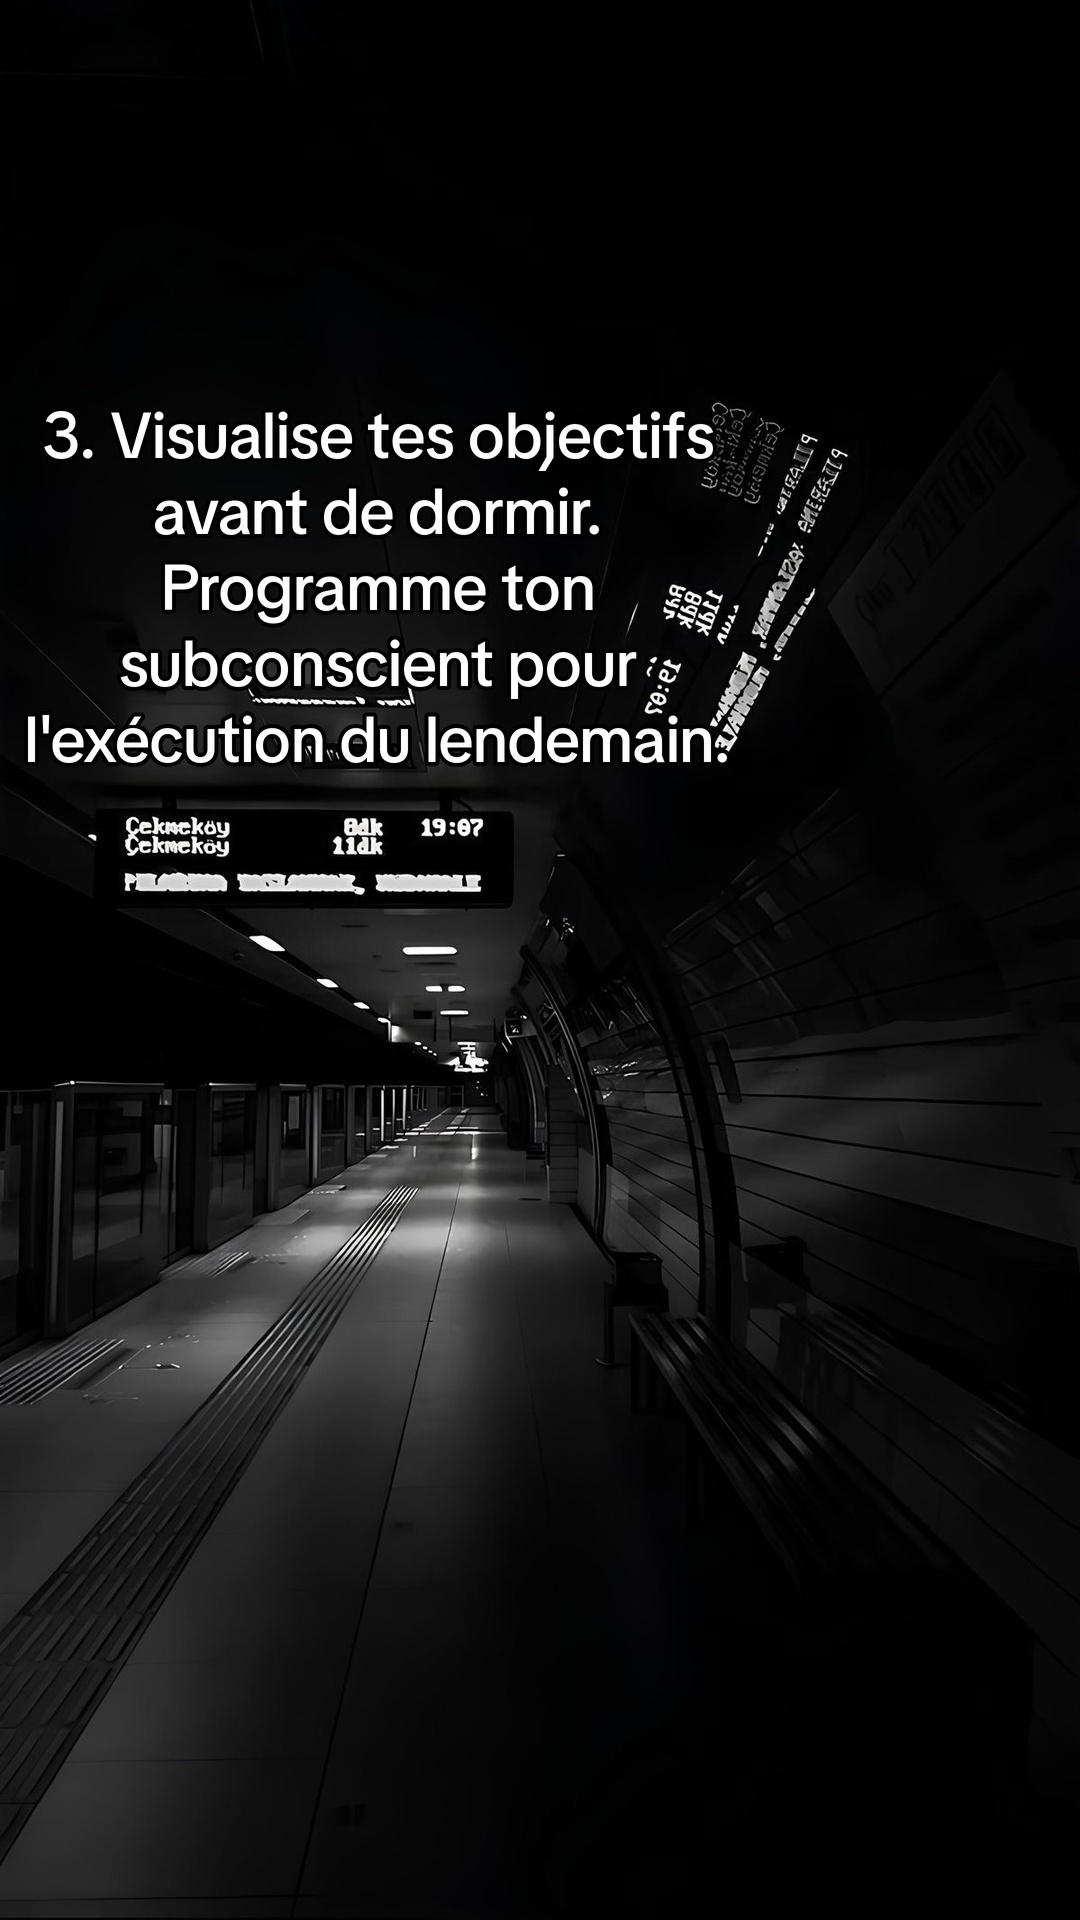 3. Visualise tes objectifs
avant de dormir.
Programme ton
subconscient pour
l'exécution du lendemain.
Çekmeköy 8dk 19:07
Çekmeköy 11dk